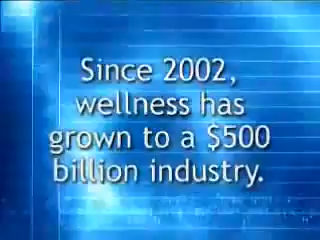 Since 2002,
wellness has
grown to a $500
billion industry.